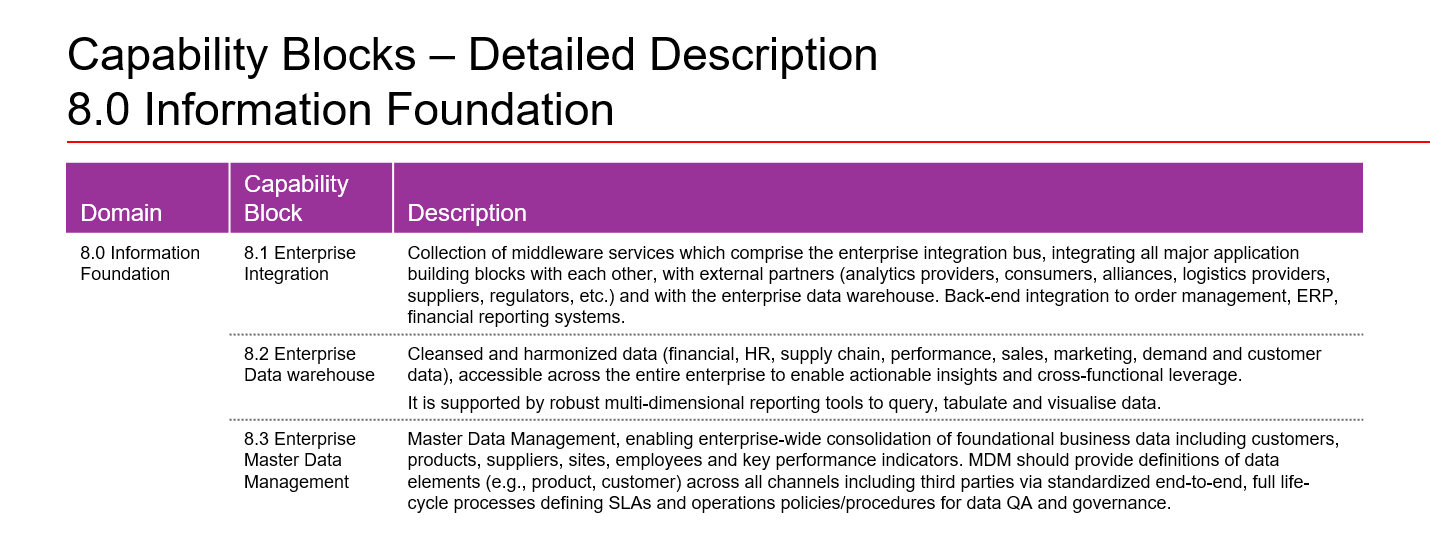 Capability Blocks – Detailed Description
8.0 Information Foundation
Domain
Capability
Block
Description
8.0 Information
Foundation
8.1 Enterprise
Integration
Collection of middleware services which comprise the enterprise integration bus, integrating all major application
building blocks with each other, with external partners (analytics providers, consumers, alliances, logistics providers,
suppliers, regulators, etc.) and with the enterprise data warehouse. Back-end integration to order management, ERP,
financial reporting systems.
8.2 Enterprise
Data warehouse
Cleansed and harmonized data (financial, HR, supply chain, performance, sales, marketing, demand and customer
data), accessible across the entire enterprise to enable actionable insights and cross-functional leverage.
It is supported by robust multi-dimensional reporting tools to query, tabulate and visualise data.
8.3 Enterprise
Master Data
Management
Master Data Management, enabling enterprise-wide consolidation of foundational business data including customers,
products, suppliers, sites, employees and key performance indicators. MDM should provide definitions of data
elements (e.g., product, customer) across all channels including third parties via standardized end-to-end, full life-
cycle processes defining SLAs and operations policies/procedures for data QA and governance.